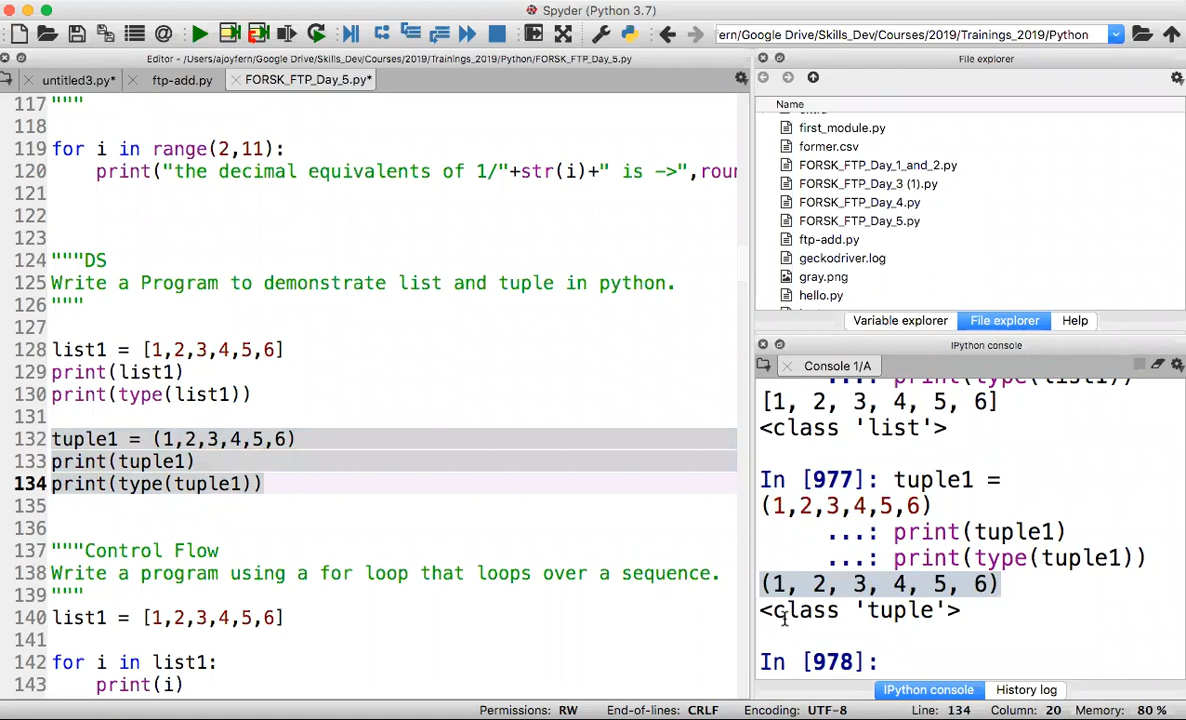 Spyder (Python 3.7)
fern/Google Drive/Skills_Dev/Courses/2019/Trainings_2019/Python
Editor - /Users/ajoyfern/Google Drive/Skills_Dev/Courses/2019/Trainings_2019/Python/FORSK_FTP_Day_5.py
untitled3.py* ftp-add.py FORSK_FTP_Day_5.py*
117 """
118
119 for i in range(2,11):
120 print("the decimal equivalents of 1/"+str(i)+" is ->",roun
121
122
123
124 """DS
125 Write a Program to demonstrate list and tuple in python.
126 """
127
128 list1 = [1,2,3,4,5,6]
129 print(list1)
130 print(type(list1))
131
132 tuple1 = (1,2,3,4,5,6)
133 print(tuple1)
134 print(type(tuple1))
135
136
137 """Control Flow
138 Write a program using a for loop that loops over a sequence.
139 """
140 list1 = [1,2,3,4,5,6]
141
142 for i in list1:
143 print(i)
File explorer
Name
first_module.py
former.csv
FORSK_FTP_Day_1_and_2.py
FORSK_FTP_Day_3 (1).py
FORSK_FTP_Day_4.py
FORSK_FTP_Day_5.py
ftp-add.py
geckodriver.log
gray.png
hello.py
Variable explorer File explorer Help
IPython console
Console 1/A
...: print(type(list1))
[1, 2, 3, 4, 5, 6]
<class 'list'>
In [977]: tuple1 =
(1,2,3,4,5,6)
...: print(tuple1)
...: print(type(tuple1))
(1, 2, 3, 4, 5, 6)
<class 'tuple'>
In [978]:
IPython console History log
Permissions: RW End-of-lines: CRLF Encoding: UTF-8 Line: 134 Column: 20 Memory: 80 %